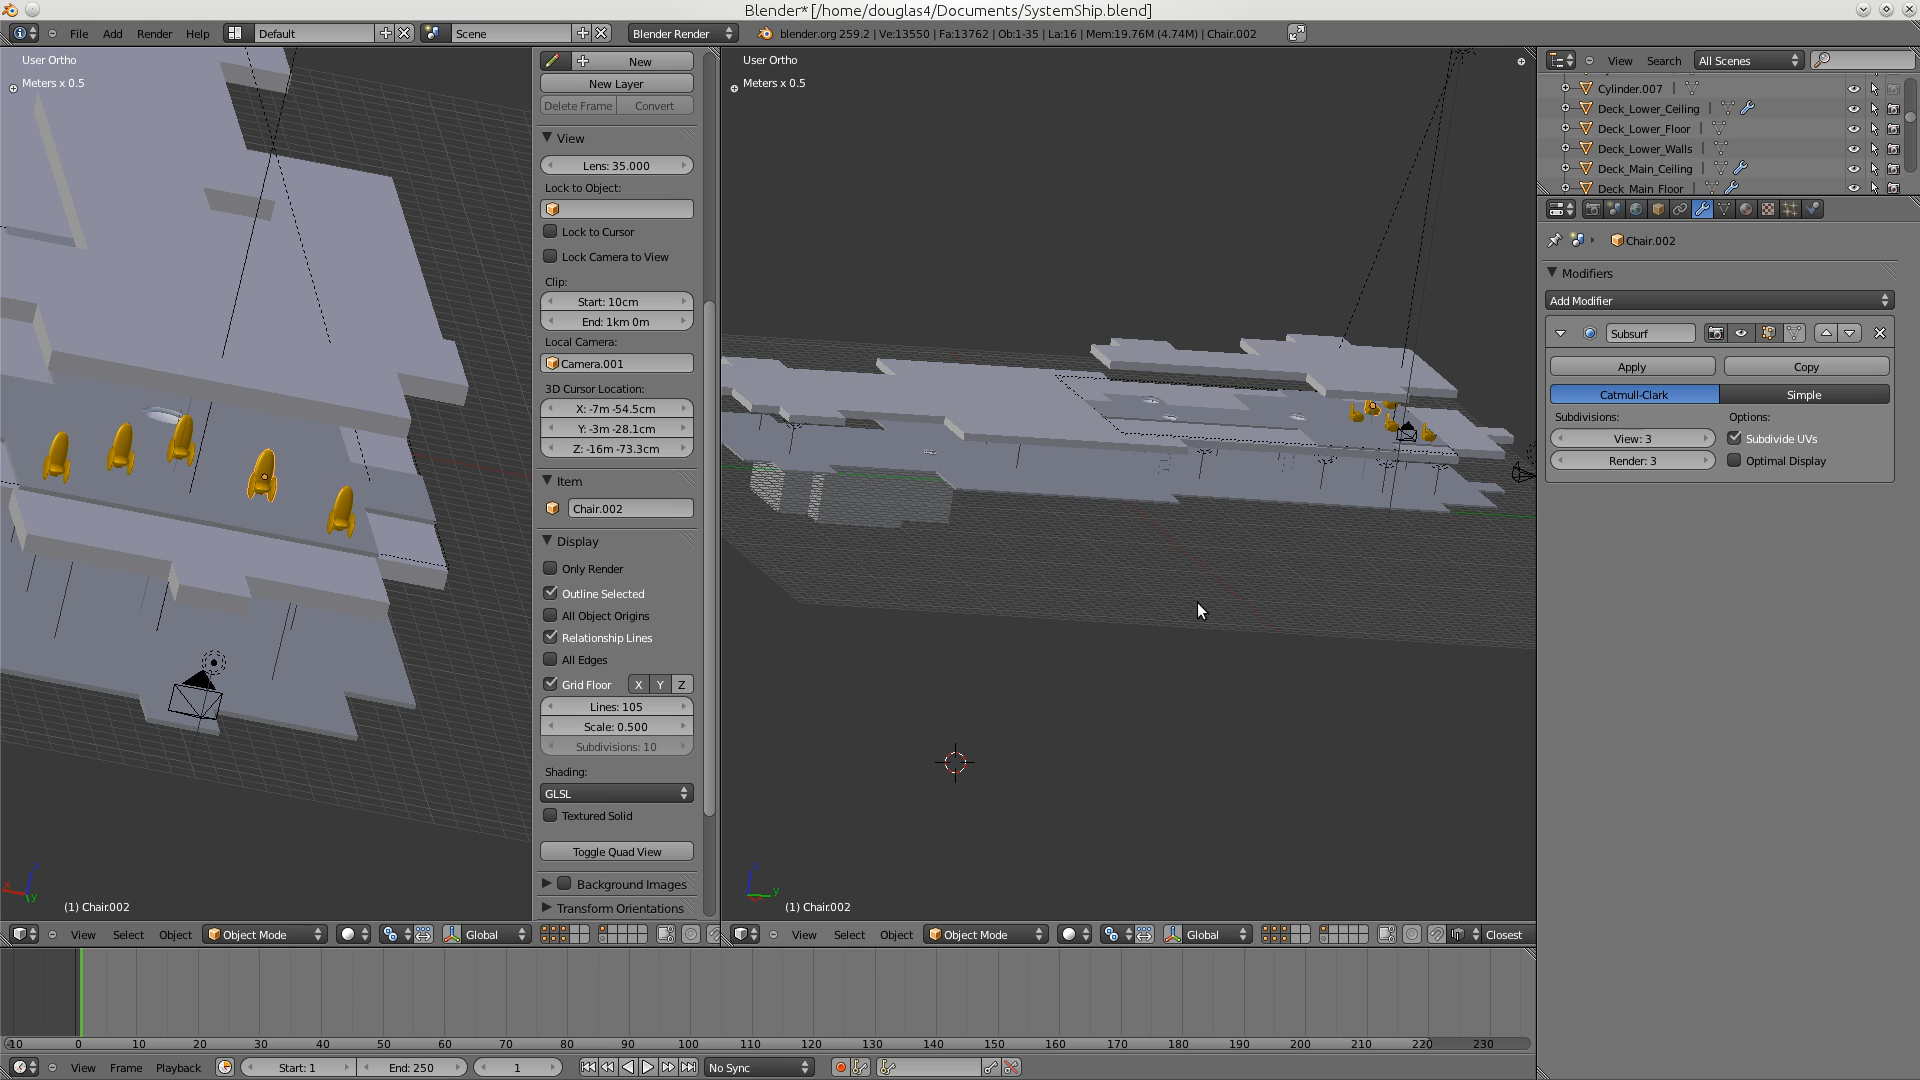 Blender* [/home/douglas4/Documents/SystemShip.blend]
File Add Render Help Default Scene Blender Render blender.org 259.2 | Ve:13550 | Fa:13762 | Ob:1-35 | La:16 | Mem:19.76M (4.74M) | Chair.002
User Ortho
Meters x 0.5
New
New Layer
Delete Frame Convert
View
Lens: 35.000
Lock to Object:
Lock to Cursor
Lock Camera to View
Clip:
Start: 10cm
End: 1km 0m
Local Camera:
Camera.001
3D Cursor Location:
X: -7m -54.5cm
Y: -3m -28.1cm
Z: -16m -73.3cm
Item
Chair.002
Display
Only Render
Outline Selected
All Object Origins
Relationship Lines
All Edges
Grid Floor X Y Z
Lines: 105
Scale: 0.500
Subdivisions: 10
Shading:
GLSL
Textured Solid
Toggle Quad View
Background Images
Transform Orientations
x y
(1) Chair.002
View Select Object Object Mode Global
User Ortho
Meters x 0.5
y
(1) Chair.002
View Select Object Object Mode Global Closest
View Search All Scenes
Cylinder.007
Deck_Lower_Ceiling
Deck_Lower_Floor
Deck_Lower_Walls
Deck_Main_Ceiling
Deck_Main_Floor
Chair.002
Modifiers
Add Modifier
Subsurf
Apply Copy
Catmull-Clark Simple
Subdivisions: Options:
View: 3 Subdivide UVs
Render: 3 Optimal Display
-10 0 10 20 30 40 50 60 70 80 90 100 110 120 130 140 150 160 170 180 190 200 210 220 230
View Frame Playback Start: 1 End: 250 1 No Sync